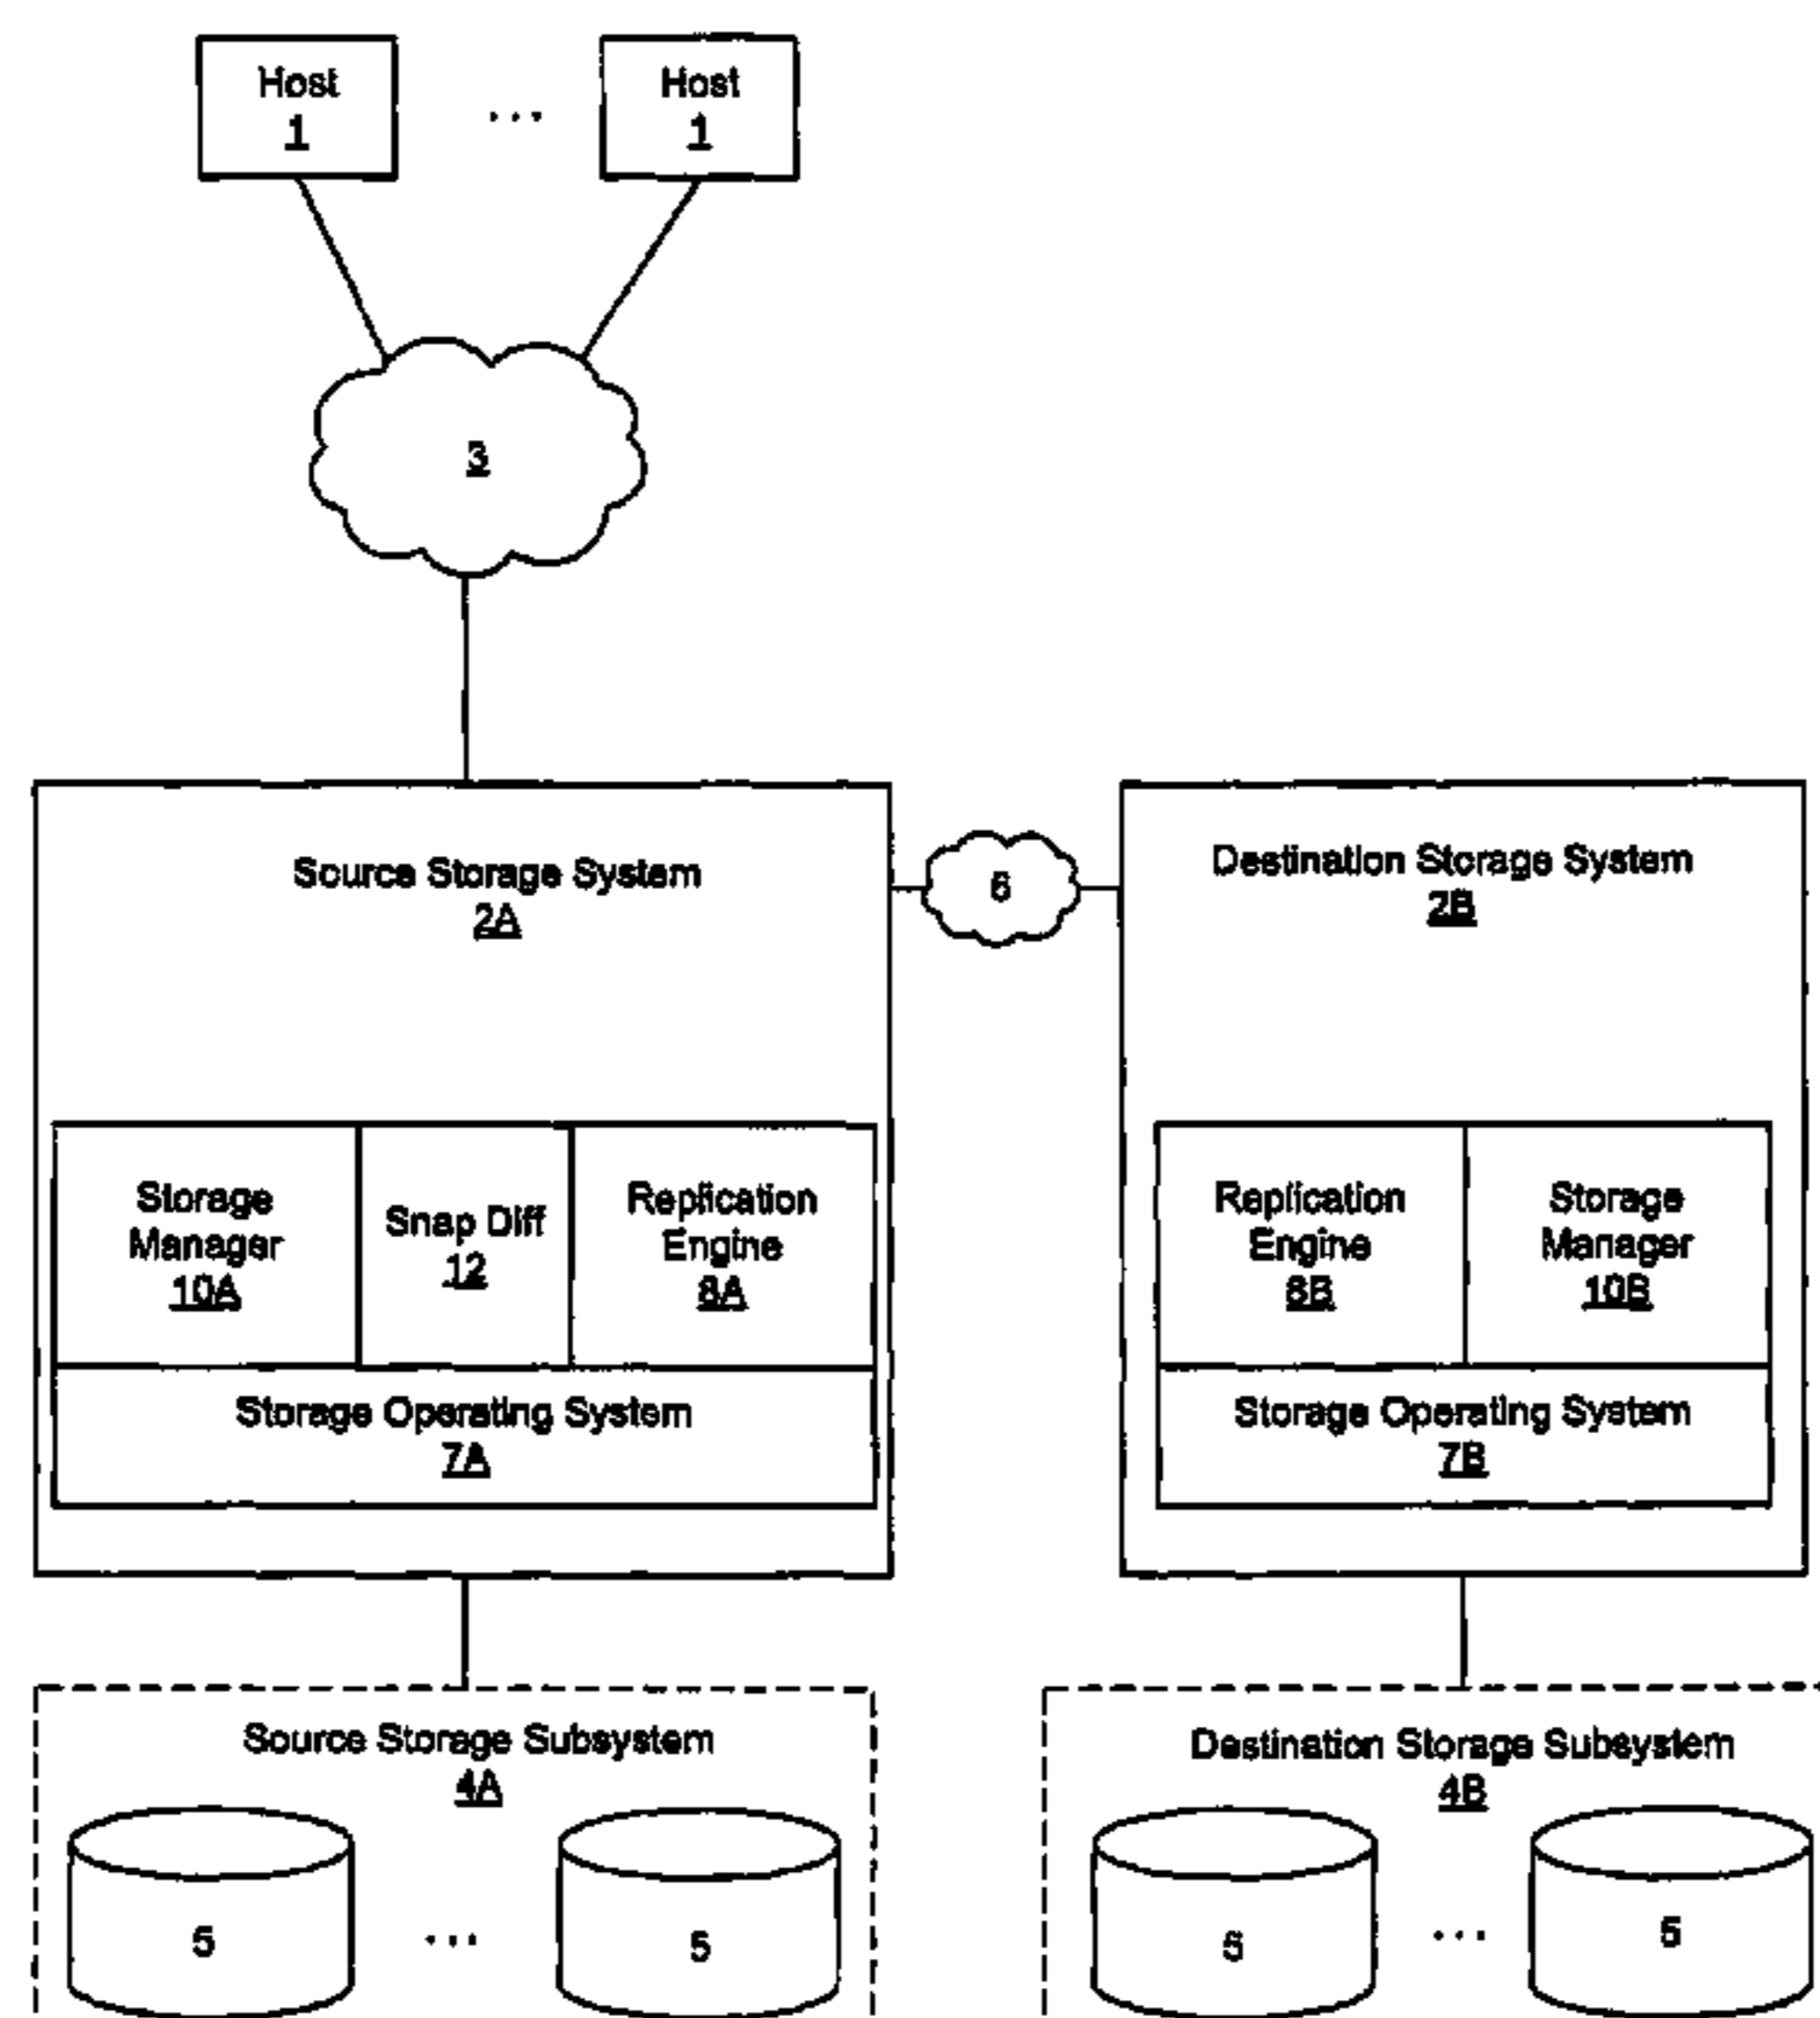 Host
1
...
Host
1
3
Source Storage System
2A
6
Destination Storage System
2B
Storage
Manager
10A
Snap Diff
12
Replication
Engine
8A
Storage Operating System
7A
Replication
Engine
8B
Storage
Manager
10B
Storage Operating System
7B
Source Storage Subsystem
4A
5
...
5
Destination Storage Subsystem
4B
5
...
5